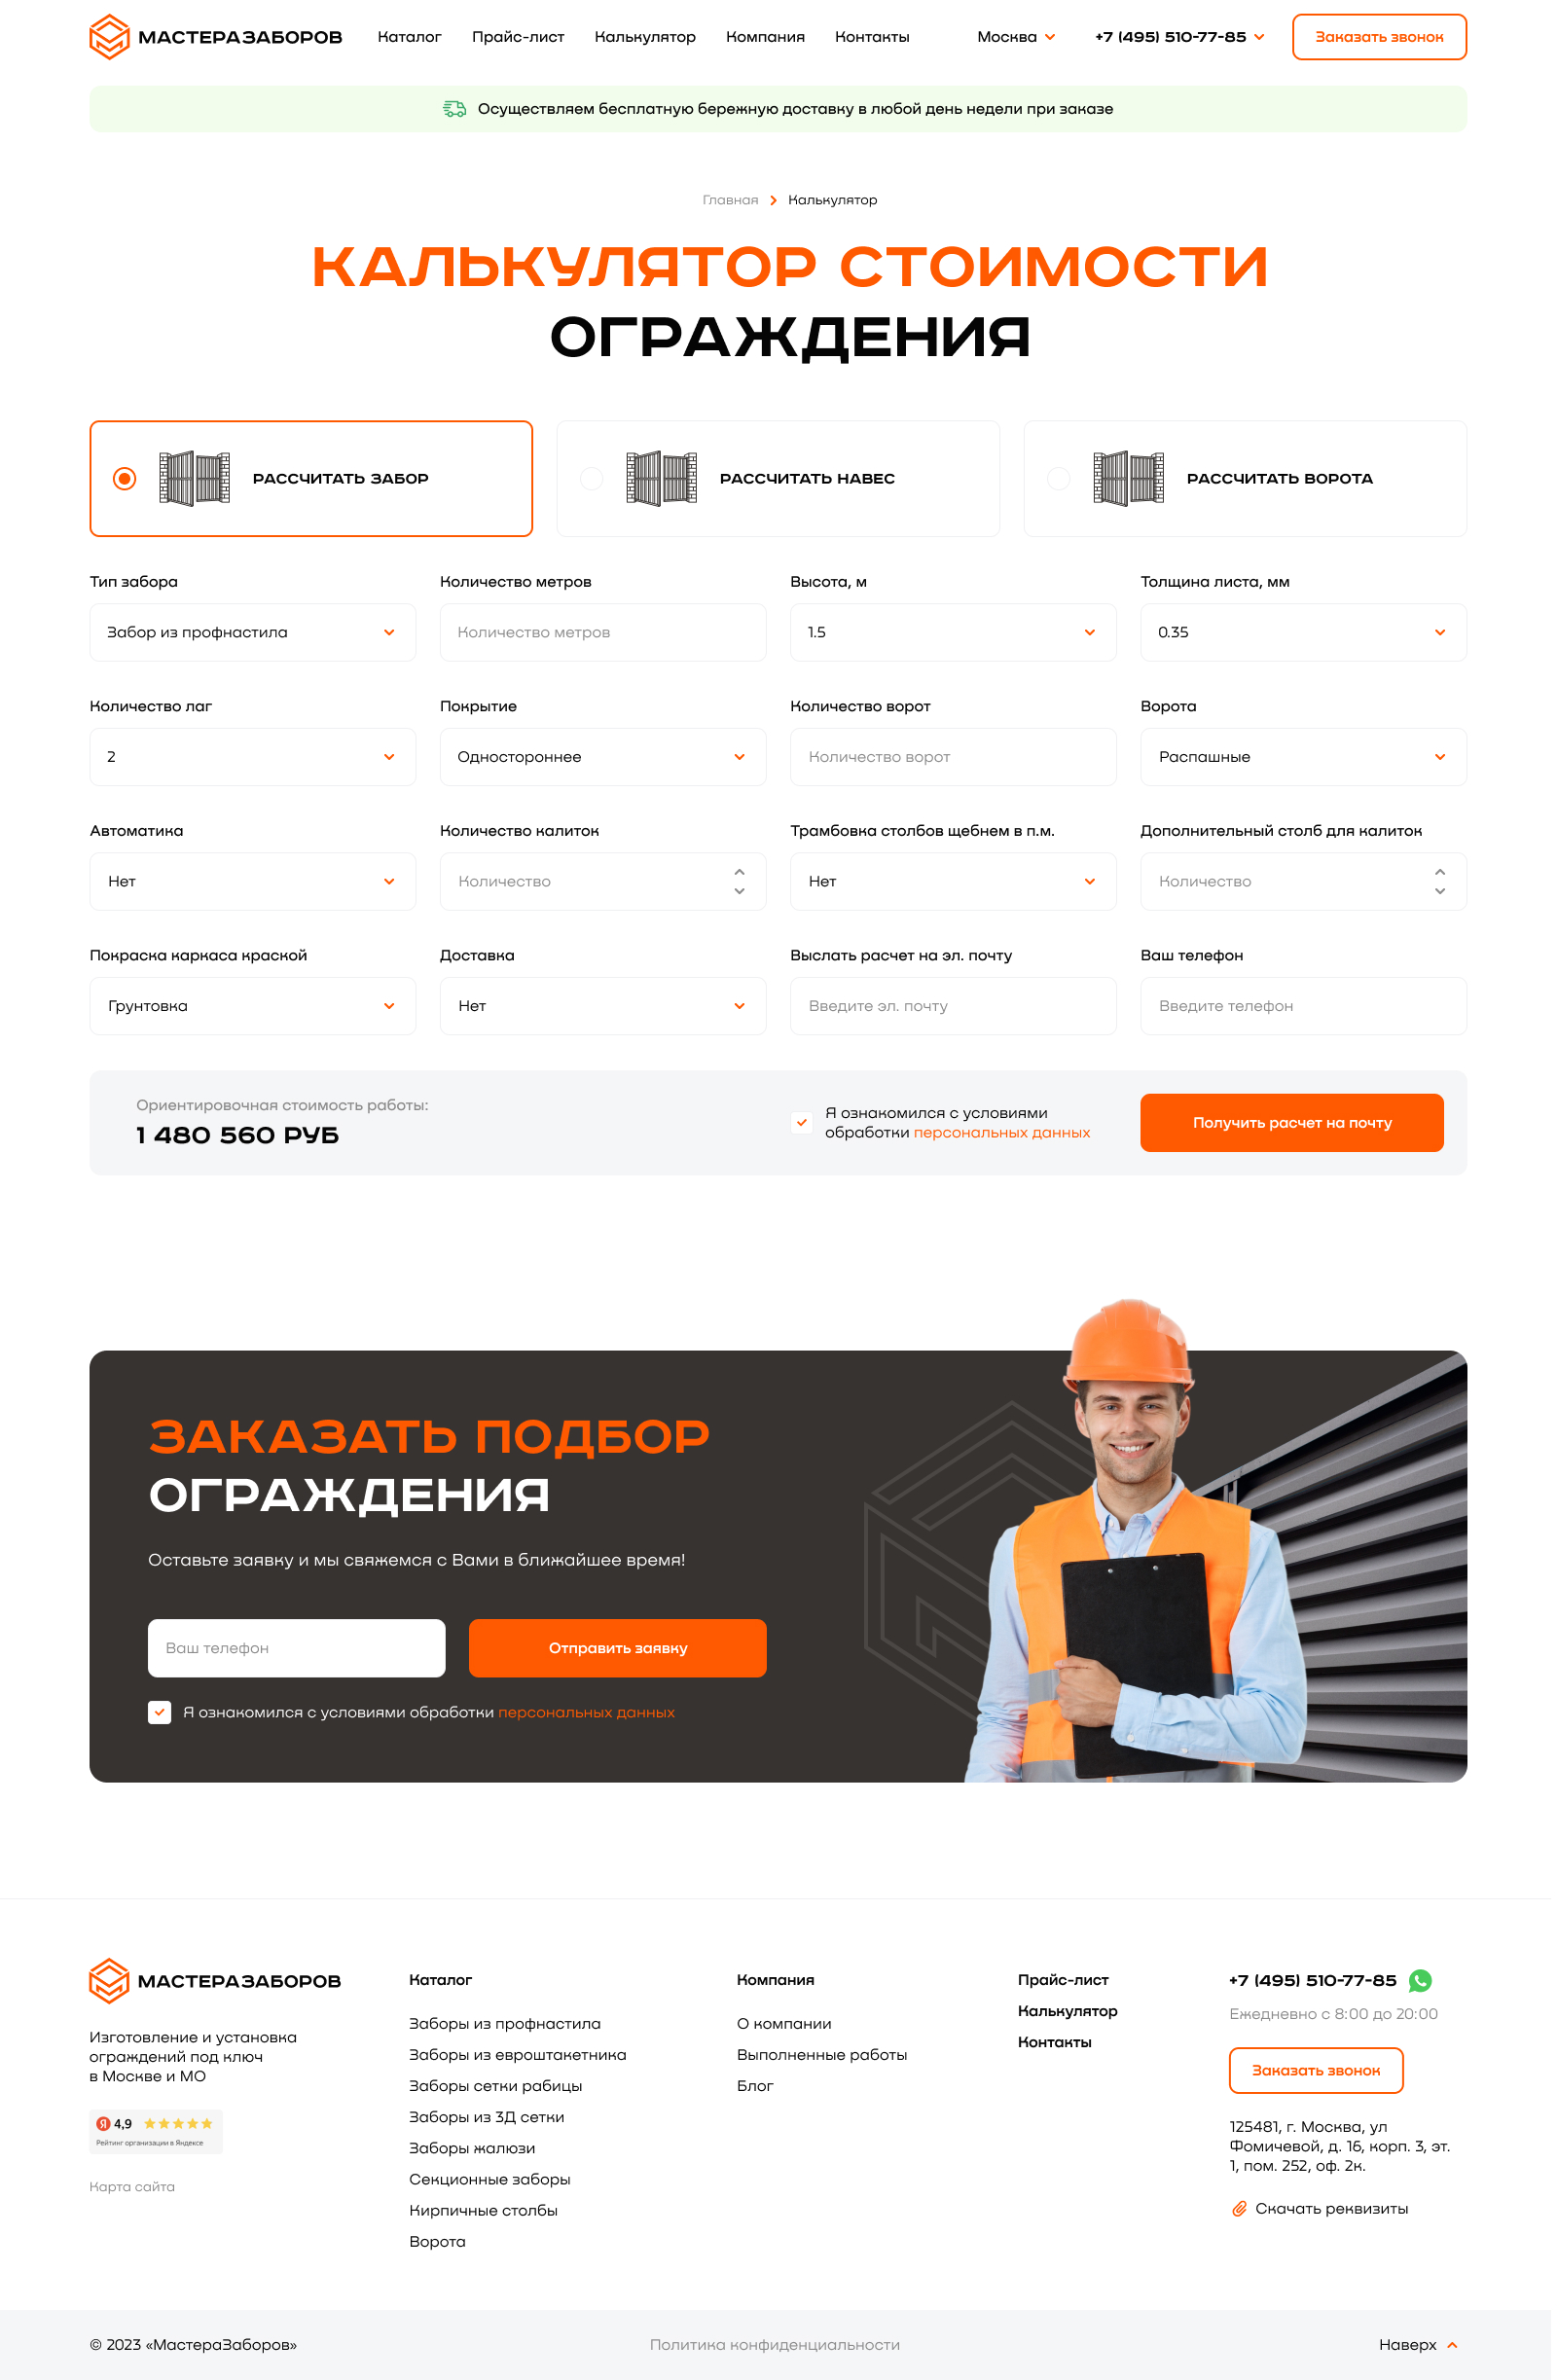 МАСТЕРАЗАБОРОВ Каталог Прайс-лист Калькулятор Компания Контакты Москва +7 (495) 510-77-85 Заказать звонок
Осуществляем бесплатную бережную доставку в любой день недели при заказе
Главная Калькулятор
КАЛЬКУЛЯТОР СТОИМОСТИ
ОГРАЖДЕНИЯ
РАССЧИТАТЬ ЗАБОР РАССЧИТАТЬ НАВЕС РАССЧИТАТЬ ВОРОТА
Тип забора Количество метров Высота, м Толщина листа, мм
Забор из профнастила Количество метров 1.5 0.35
Количество лаг Покрытие Количество ворот Ворота
2 Одностороннее Количество ворот Распашные
Автоматика Количество калиток Трамбовка столбов щебнем в п.м. Дополнительный столб для калиток
Нет Количество Нет Количество
Покраска каркаса краской Доставка Выслать расчет на эл. почту Ваш телефон
Грунтовка Нет Введите эл. почту Введите телефон
Ориентировочная стоимость работы:
1 480 560 РУБ
Я ознакомился с условиями
обработки персональных данных
Получить расчет на почту
ЗАКАЗАТЬ ПОДБОР
ОГРАЖДЕНИЯ
Оставьте заявку и мы свяжемся с Вами в ближайшее время!
Ваш телефон Отправить заявку
Я ознакомился с условиями обработки персональных данных
МАСТЕРАЗАБОРОВ
Изготовление и установка
ограждений под ключ
в Москве и МО
Я 4,9
Рейтинг организации в Яндексе
Карта сайта
Каталог
Заборы из профнастила
Заборы из евроштакетника
Заборы сетки рабицы
Заборы из 3Д сетки
Заборы жалюзи
Секционные заборы
Кирпичные столбы
Ворота
Компания
О компании
Выполненные работы
Блог
Прайс-лист
Калькулятор
Контакты
+7 (495) 510-77-85
Ежедневно с 8:00 до 20:00
Заказать звонок
125481, г. Москва, ул
Фомичевой, д. 16, корп. 3, эт.
1, пом. 252, оф. 2к.
Скачать реквизиты
© 2023 «МастераЗаборов» Политика конфиденциальности Наверх